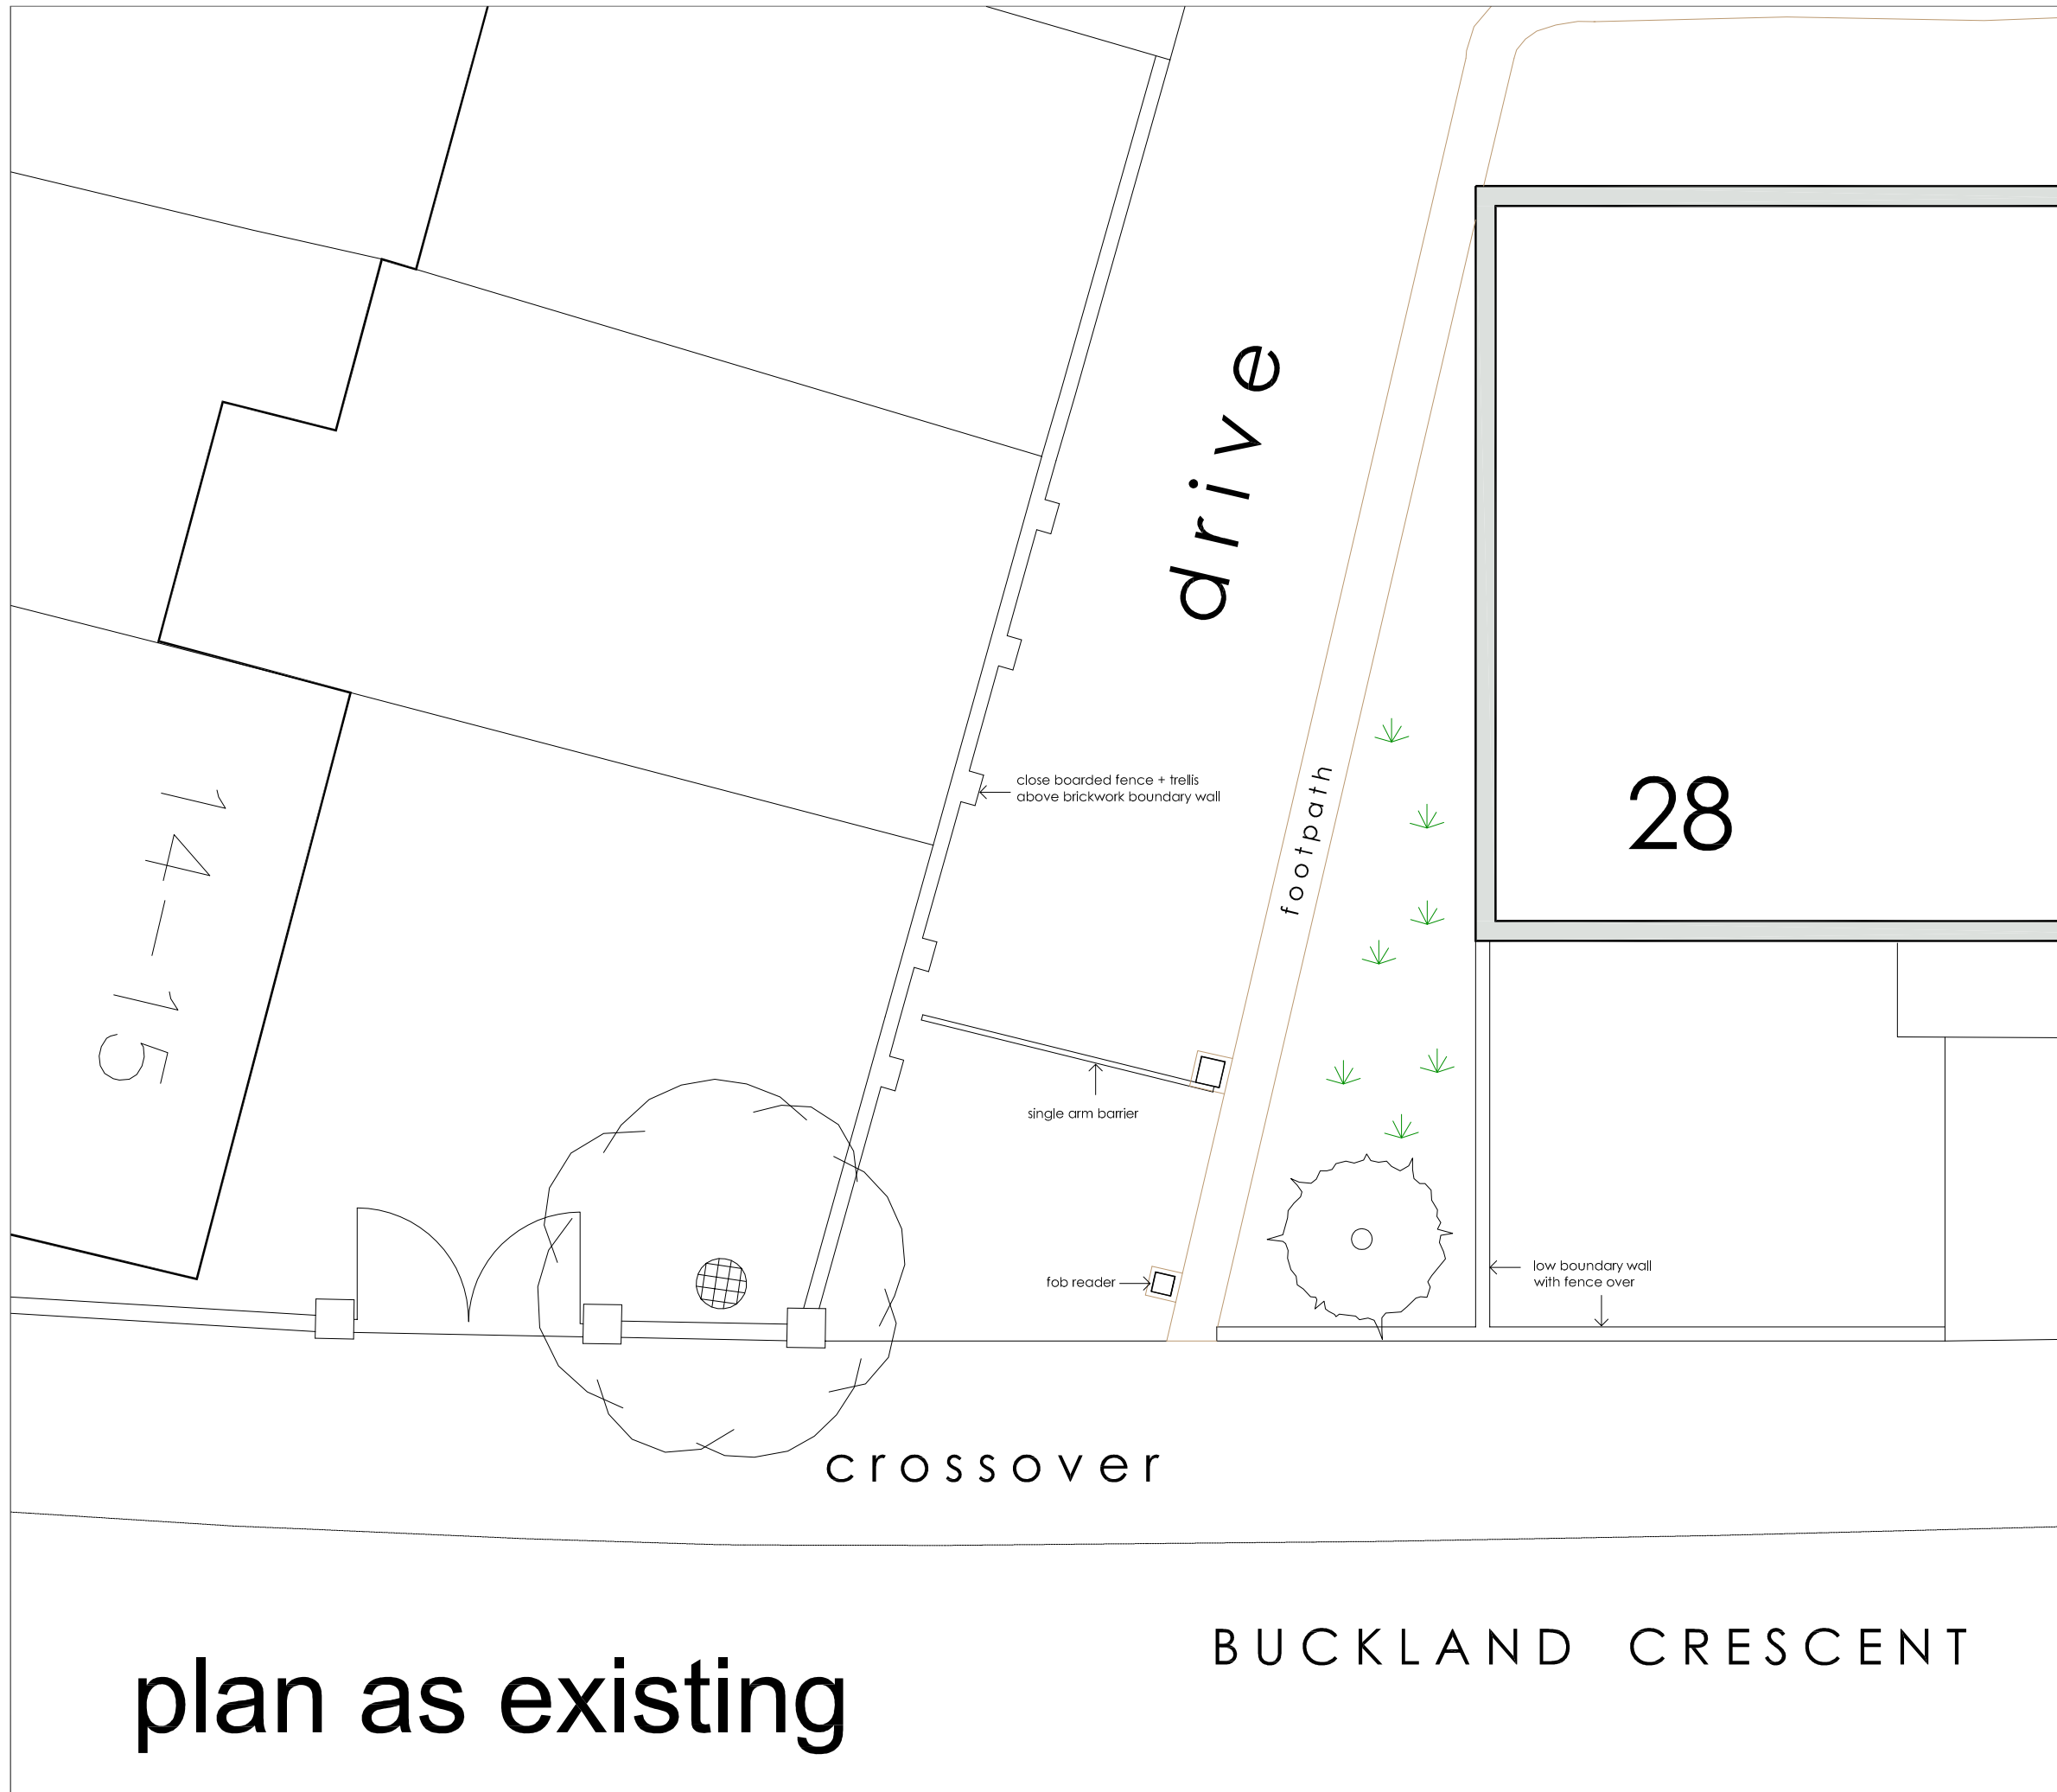 drive
close boarded fence + trellis
above brickwork boundary wall
footpath
28
14-15
single arm barrier
fob reader
low boundary wall
with fence over
crossover
BUCKLAND CRESCENT
plan as existing